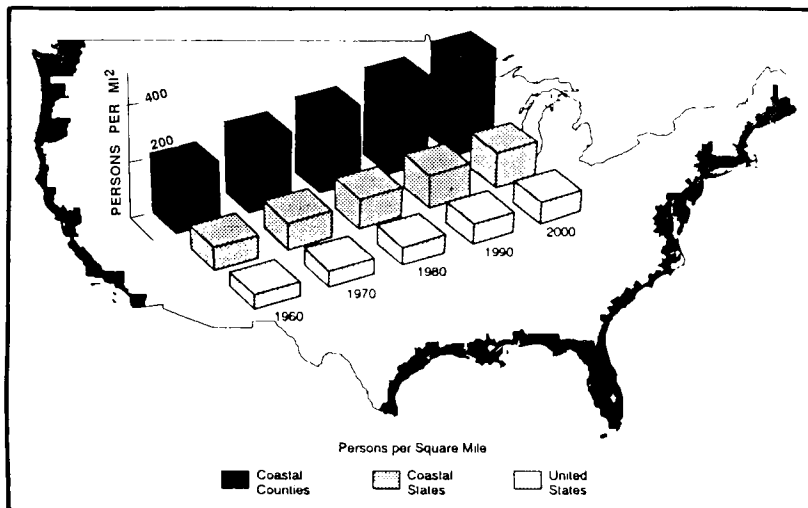 PERSONS PER MI2
400
200
1960
1970
1980
1990
2000
Persons per Square Mile
Coastal
Counties
Coastal
States
United
States